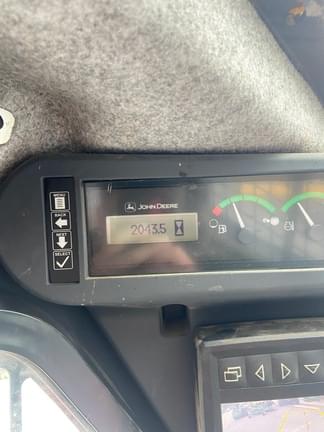 MENU
BACK
NEXT
SELECT
JOHN DEERE
2043.5